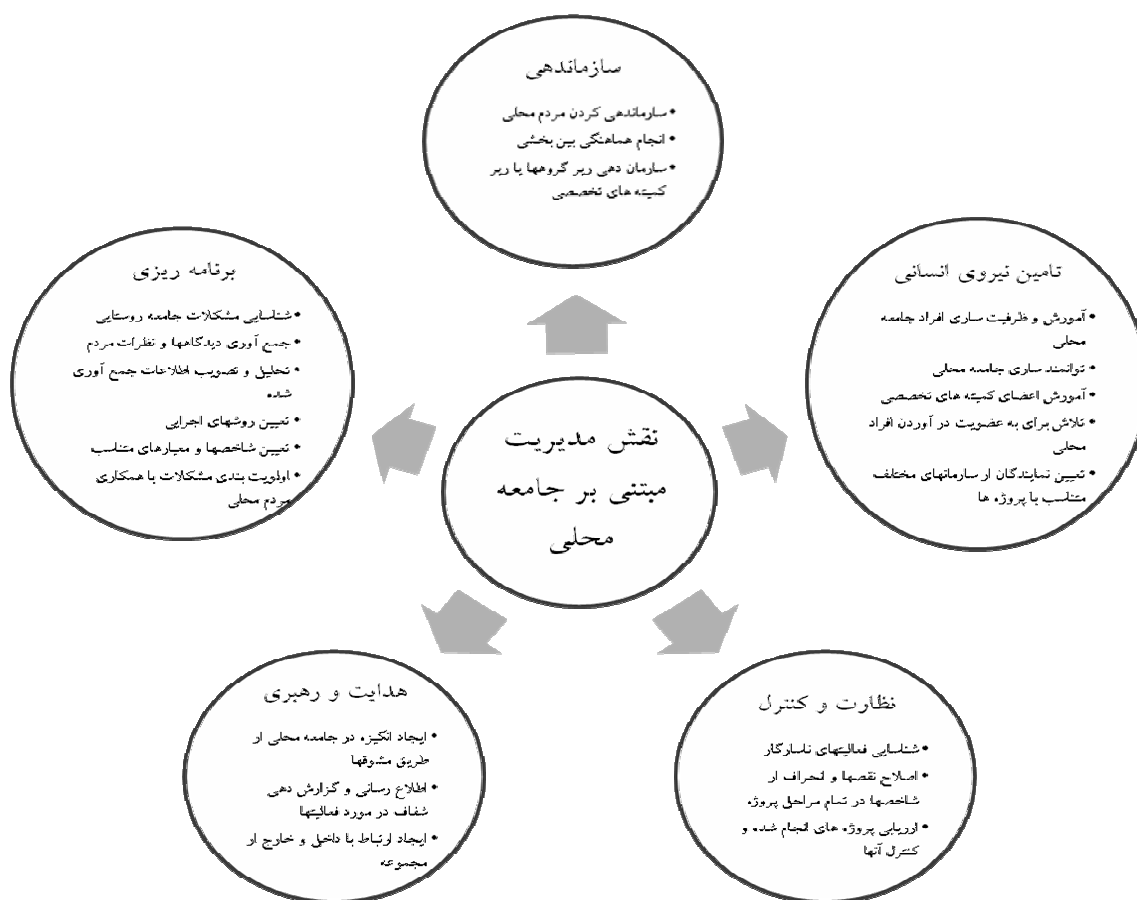 سازماندهی
•سازماندهی کردن مردم محلی
•انجام هماهنگی بین بخشی
•سازمان دهی زیر گروهها یا زیر
کمیته های تخصصی
تامین نیروی انسانی
•آموزش و ظرفیت سازی افراد جامعه
محلی
•توانمند سازی جامعه محلی
•آموزش اعضای کمیته های تخصصی
•تلاش برای به عضویت در آوردن افراد
محلی
•تعیین نمایندگان از سازمانهای مختلف
متناسب با پروژه ها
برنامه ریزی
•شناسایی مشکلات جامعه روستایی
•جمع آوری دیدگاهها و نظرات مردم
•تحلیل و تصویب اطلاعات جمع آوری
شده
•تعیین روشهای اجرایی
•تعیین شاخصها و معیارهای متناسب
•اولویت بندی مشکلات با همکاری
مردم محلی
نقش مدیریت
مبتنی بر جامعه
محلی
نظارت و کنترل
•شناسایی فعالیتهای ناسازگار
•اصلاح نقصها و انحراف از
شاخصها در تمام مراحل پروژه
•ارزیابی پروژه های انجام شده و
کنترل آنها
هدایت و رهبری
•ایجاد انگیزه در جامعه محلی از
طریق مشوقها
•اطلاع رسانی و گزارش دهی
شفاف در مورد فعالیتها
•ایجاد ارتباط با داخل و خارج از
مجموعه